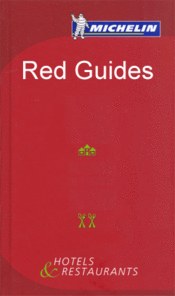 MICHELIN
Red Guides
HOTELS
& RESTAURANTS